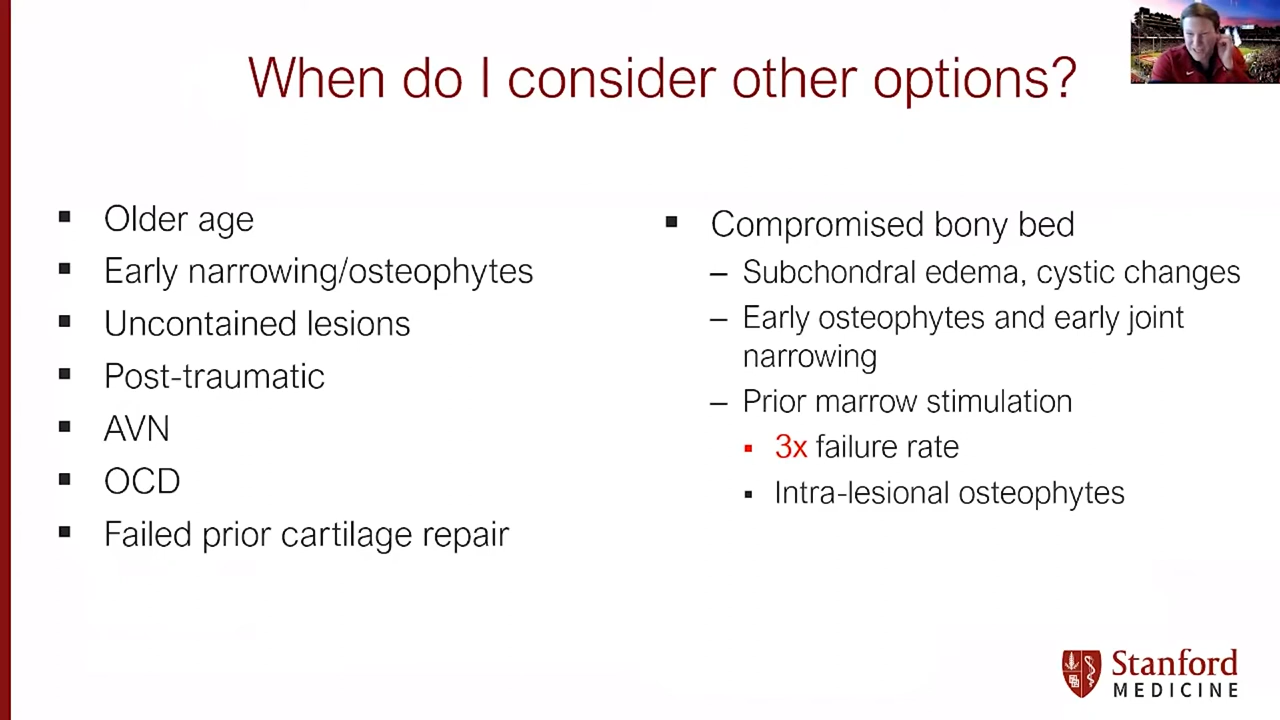 When do I consider other options?
▪ Older age
▪ Early narrowing/osteophytes
▪ Uncontained lesions
▪ Post-traumatic
▪ AVN
▪ OCD
▪ Failed prior cartilage repair
▪ Compromised bony bed
– Subchondral edema, cystic changes
– Early osteophytes and early joint
narrowing
– Prior marrow stimulation
▪ 3x failure rate
▪ Intra-lesional osteophytes
Stanford
MEDICINE